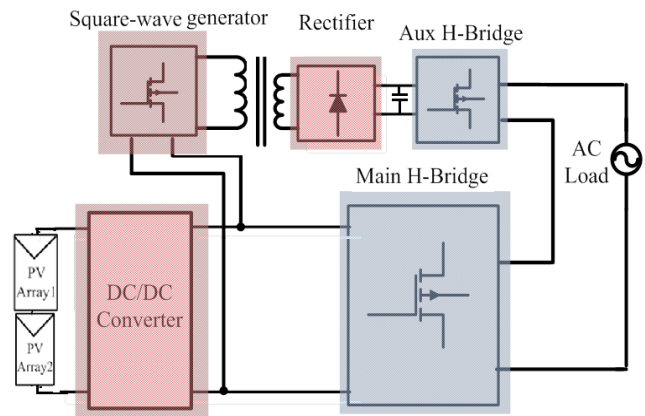 Square-wave generator
Rectifier
Aux H-Bridge
AC
Load
Main H-Bridge
PV
Array1
DC/DC
Converter
PV
Array2